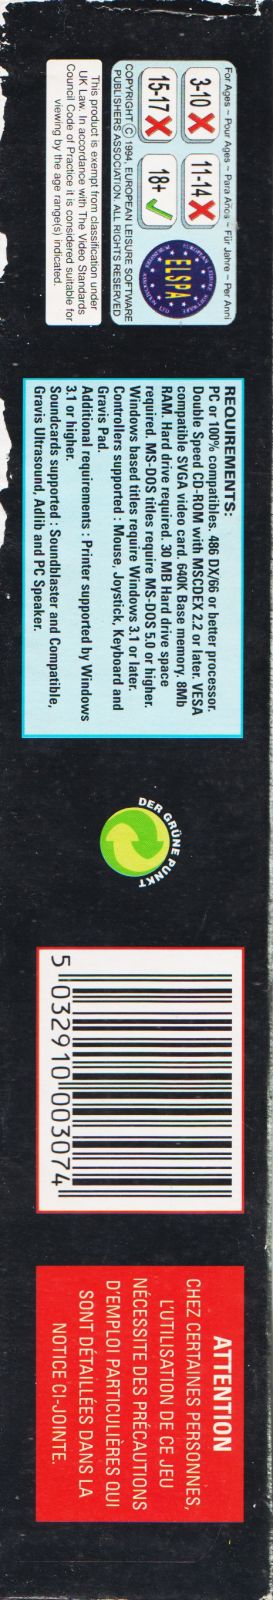 For Ages ~ Pour Ages ~ Para Años ~ Für Jahre ~ Per Anni
3-10
11-14
15-17
18+
ELSPA
COPYRIGHT © 1994, EUROPEAN LEISURE SOFTWARE
PUBLISHERS ASSOCIATION. ALL RIGHTS RESERVED
This product is exempt from classification under
UK Law. In accordance with The Video Standards
Council Code of Practice it is considered suitable for
viewing by the age range(s) indicated.
REQUIREMENTS:
PC or 100% compatibles. 486 DX/66 or better processor.
Double Speed CD-ROM with MSCDEX 2.2 or later. VESA
compatible SVGA video card. 640K Base memory. 8Mb
RAM. Hard drive required. 30 MB Hard drive space
required. MS-DOS titles require MS-DOS 5.0 or higher.
Windows based titles require Windows 3.1 or later.
Controllers supported : Mouse, Joystick, Keyboard and
Gravis Pad.
Additional requirements : Printer supported by Windows
3.1 or higher.
Soundcards supported : Soundblaster and Compatible,
Gravis Ultrasound, Adlib and PC Speaker.
DER GRÜNE PUNKT
5 032910 003074
ATTENTION
CHEZ CERTAINES PERSONNES,
L'UTILISATION DE CE JEU
NÉCESSITE DES PRÉCAUTIONS
D'EMPLOI PARTICULIÈRES QUI
SONT DÉTAILLÉES DANS LA
NOTICE CI-JOINTE.